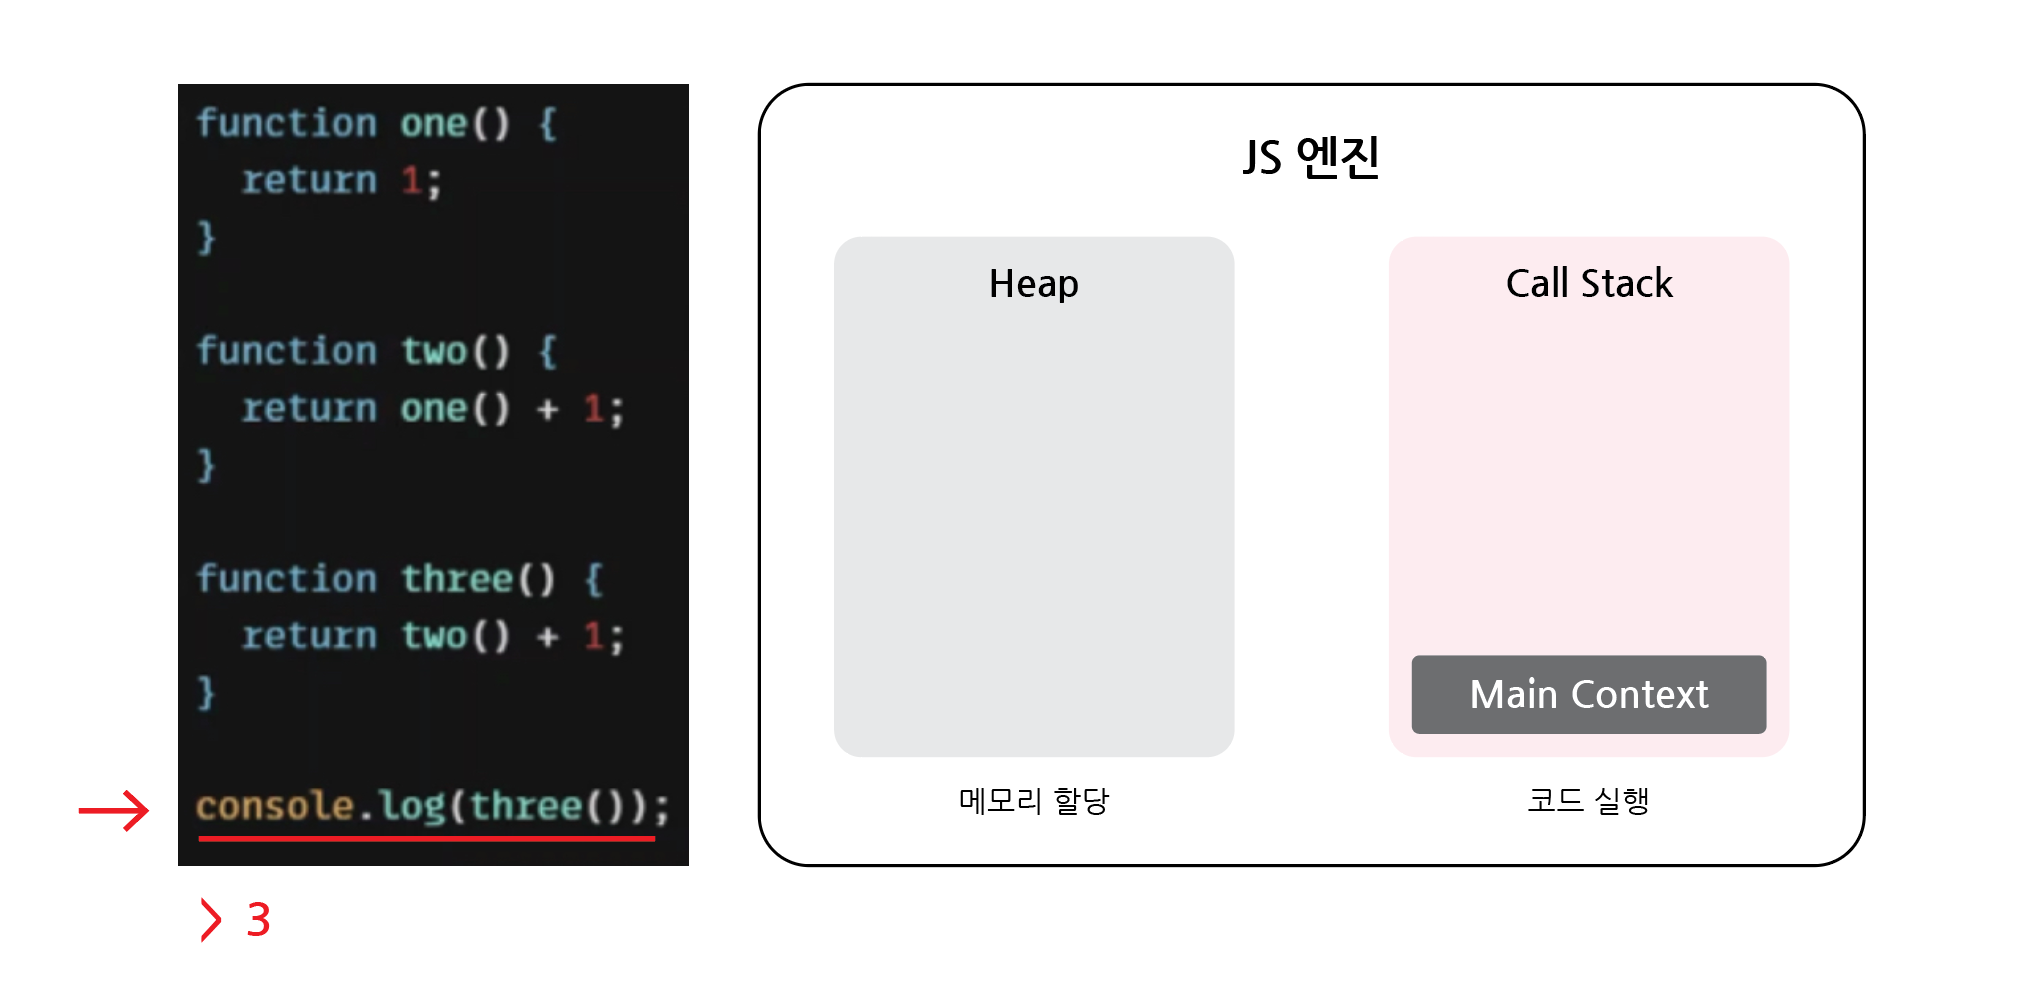 function one() {
  return 1;
}
function two() {
  return one() + 1;
}
function three() {
  return two() + 1;
}
console.log(three());
> 3
JS 엔진
Heap
메모리 할당
Call Stack
Main Context
코드 실행